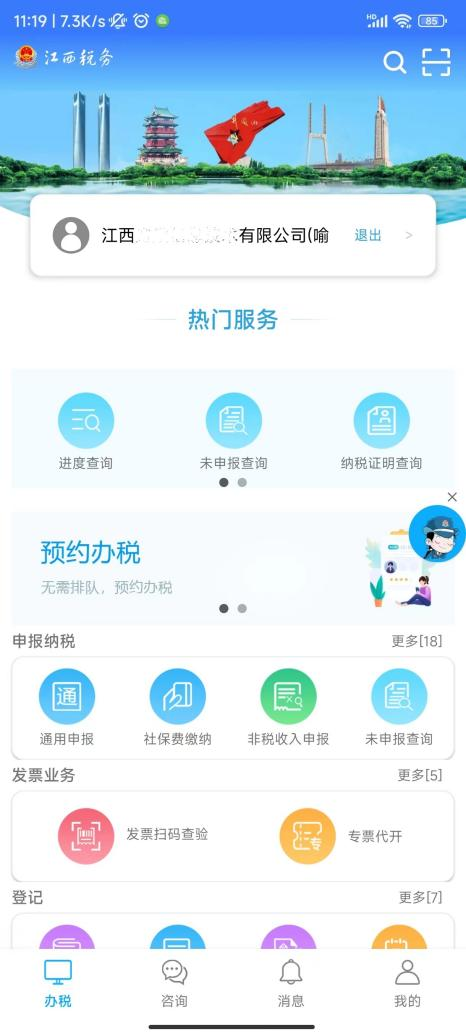 11:19 | 7.3K/s
HD
85
江西税务
江西 有限公司(喻
退出 >
热门服务
进度查询 未申报查询 纳税证明查询
预约办税
无需排队，预约办税
申报纳税 更多[18]
通
通用申报 社保费缴纳 非税收入申报 未申报查询
发票业务 更多[5]
发票扫码查验
专
专票代开
登记 更多[7]
办税 咨询 消息 我的